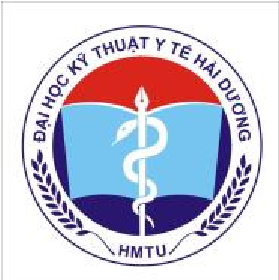 ĐẠI HỌC KỸ THUẬT Y TẾ HẢI DƯƠNG
HMTU